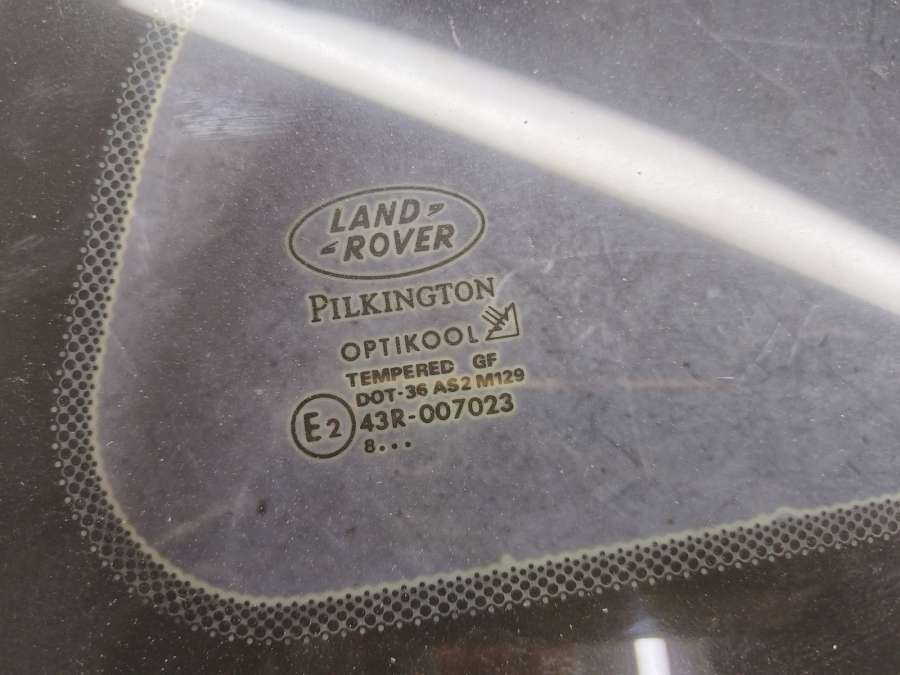 LAND
ROVER
PILKINGTON
OPTIKOOL
TEMPERED GF
DOT-36 AS2 M129
E2 43R-007023
8...